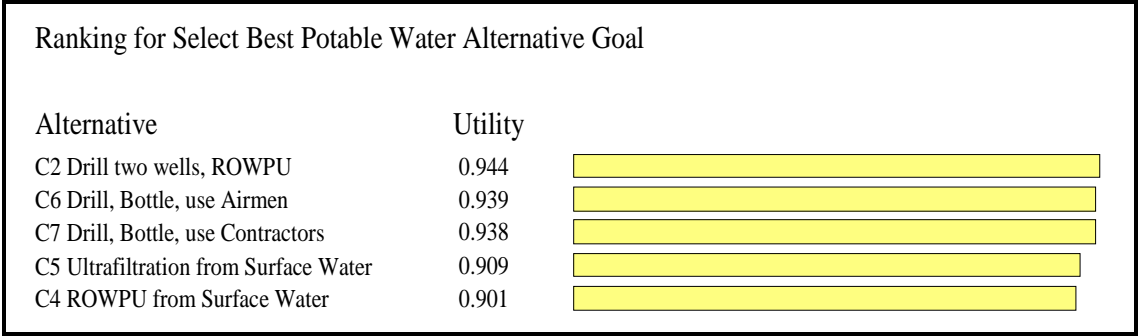 Ranking for Select Best Potable Water Alternative Goal
Alternative Utility
C2 Drill two wells, ROWPU 0.944
C6 Drill, Bottle, use Airmen 0.939
C7 Drill, Bottle, use Contractors 0.938
C5 Ultrafiltration from Surface Water 0.909
C4 ROWPU from Surface Water 0.901